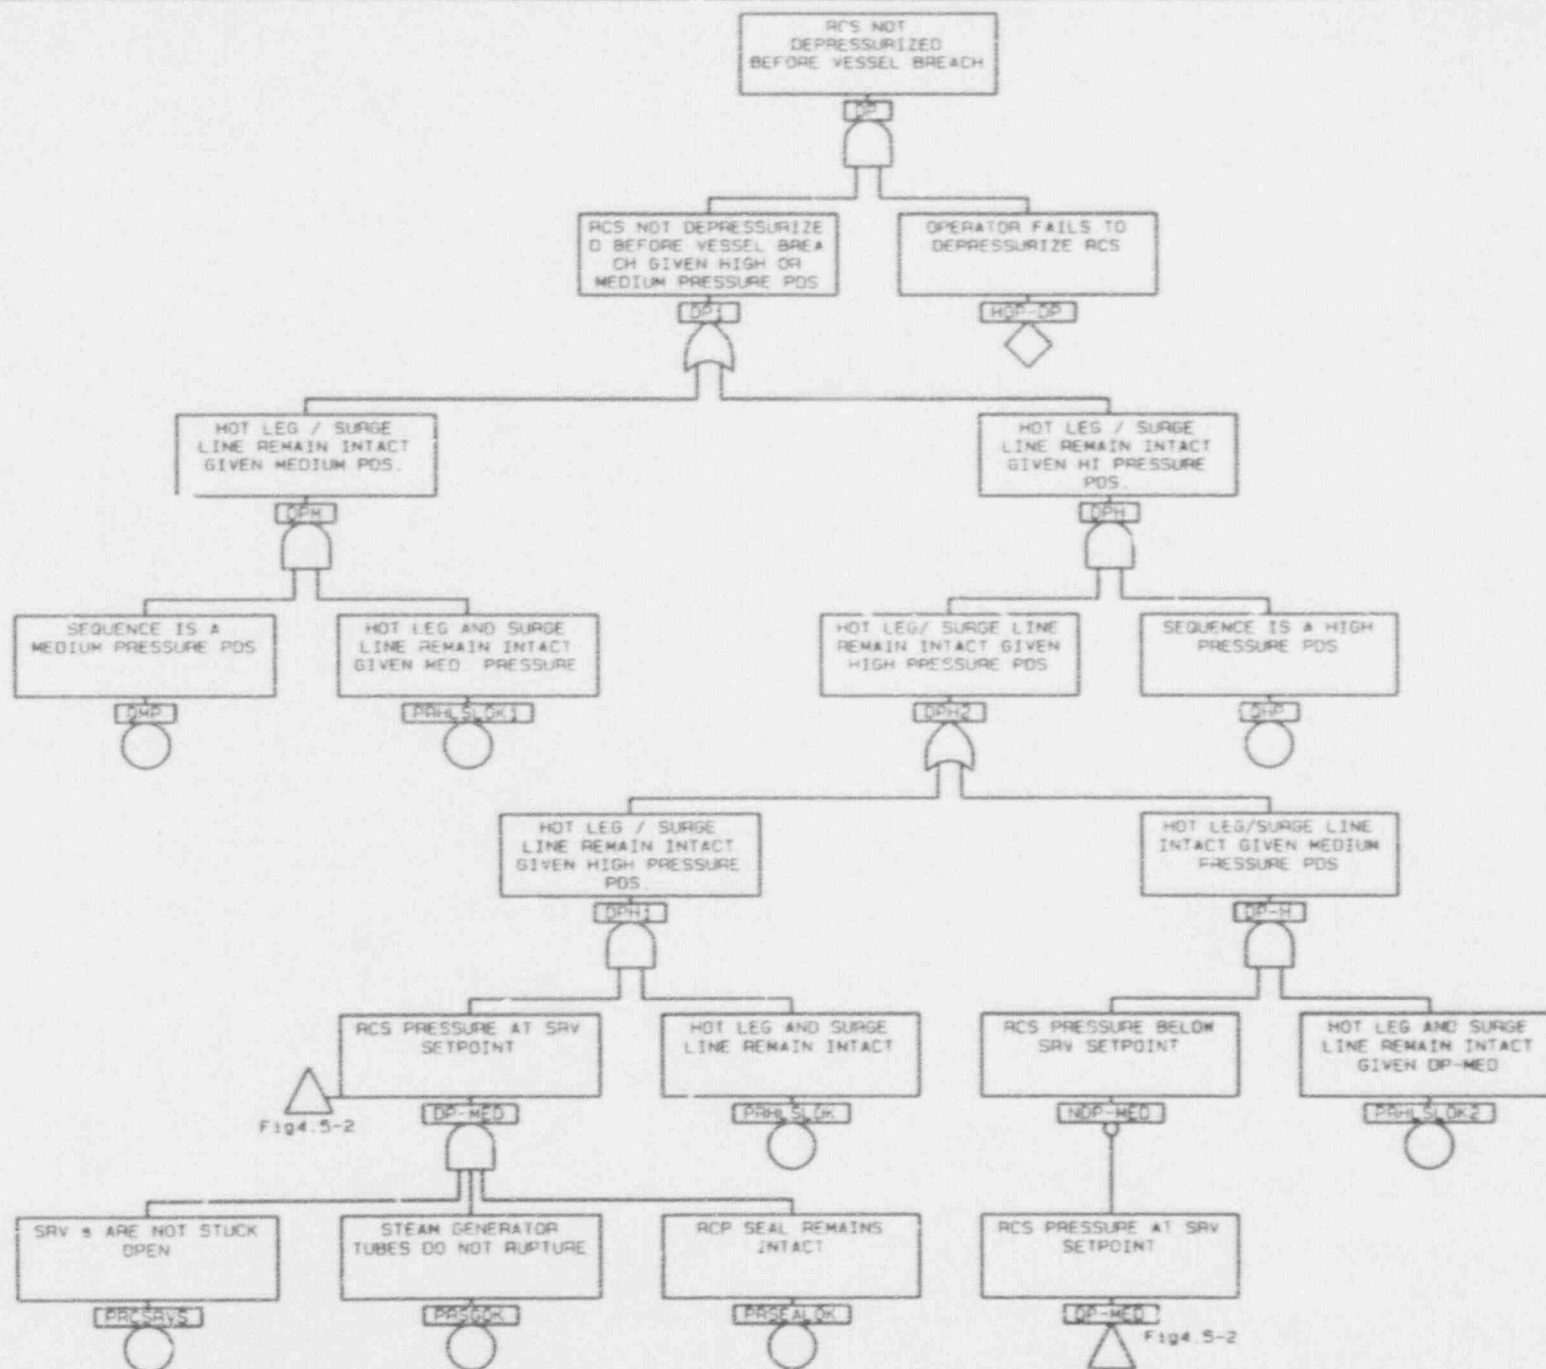 RCS NOT
DEPRESSURIZED
BEFORE VESSEL BREACH
DP
RCS NOT DEPRESSURIZE
D BEFORE VESSEL BREA
CH GIVEN HIGH OR
MEDIUM PRESSURE PDS
DP1
OPERATOR FAILS TO
DEPRESSURIZE RCS
HOP-DP
HOT LEG / SURGE
LINE REMAIN INTACT
GIVEN MEDIUM PDS.
DPM
HOT LEG / SURGE
LINE REMAIN INTACT
GIVEN HI PRESSURE
PDS.
DPH
SEQUENCE IS A
MEDIUM PRESSURE PDS
QMP
HOT LEG AND SURGE
LINE REMAIN INTACT
GIVEN MED. PRESSURE
PRHLSLOK1
HOT LEG/ SURGE LINE
REMAIN INTACT GIVEN
HIGH PRESSURE PDS
DPH2
SEQUENCE IS A HIGH
PRESSURE PDS
QHP
HOT LEG / SURGE
LINE REMAIN INTACT
GIVEN HIGH PRESSURE
PDS.
DPH1
HOT LEG/SURGE LINE
INTACT GIVEN MEDIUM
PRESSURE PDS
DP-H
RCS PRESSURE AT SRV
SETPOINT
DP-MED
Fig4.5-2
HOT LEG AND SURGE
LINE REMAIN INTACT
PRHLSLOK
RCS PRESSURE BELOW
SRV SETPOINT
NDP-MED
HOT LEG AND SURGE
LINE REMAIN INTACT
GIVEN DP-MED
PRHLSLOK2
SRV s ARE NOT STUCK
OPEN
PRCSRVS
STEAM GENERATOR
TUBES DO NOT RUPTURE
PRSGOK
RCP SEAL REMAINS
INTACT
PRSEALOK
RCS PRESSURE AT SRV
SETPOINT
DP-MED
Fig4.5-2